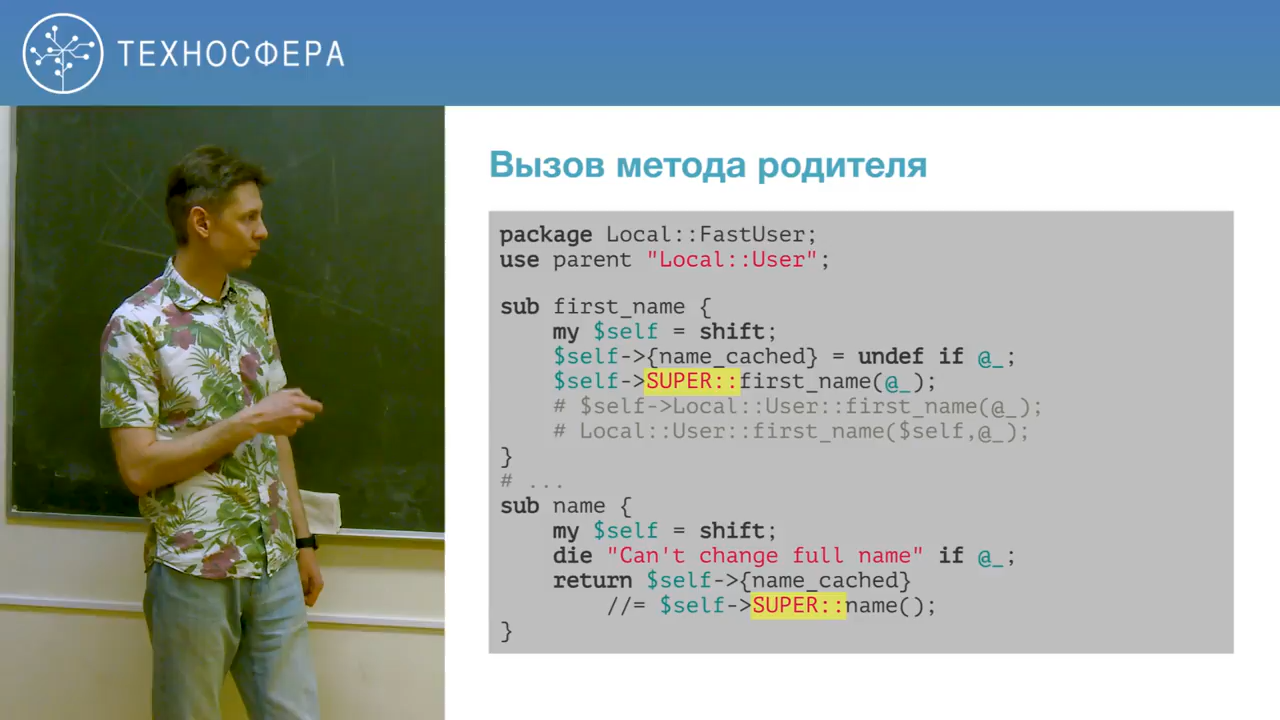 ТЕХНОСФЕРА
Вызов метода родителя
package Local::FastUser;
use parent "Local::User";
sub first_name {
    my $self = shift;
    $self->{name_cached} = undef if @_;
    $self->SUPER::first_name(@_);
    # $self->Local::User::first_name(@_);
    # Local::User::first_name($self,@_);
}
# ...
sub name {
    my $self = shift;
    die "Can't change full name" if @_;
    return $self->{name_cached}
        //= $self->SUPER::name();
}